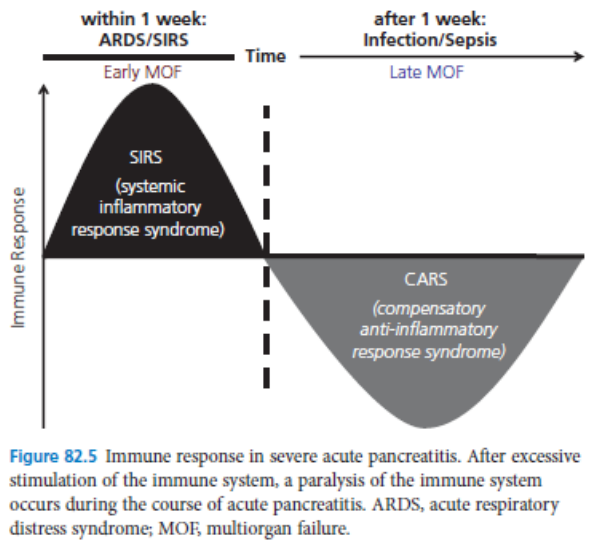 within 1 week:
ARDS/SIRS
after 1 week:
Infection/Sepsis
Time
Early MOF
Late MOF
Immune Response
SIRS
(systemic
inflammatory
response syndrome)
CARS
(compensatory
anti-inflammatory
response syndrome)
Figure 82.5 Immune response in severe acute pancreatitis. After excessive
stimulation of the immune system, a paralysis of the immune system
occurs during the course of acute pancreatitis. ARDS, acute respiratory
distress syndrome; MOF, multiorgan failure.